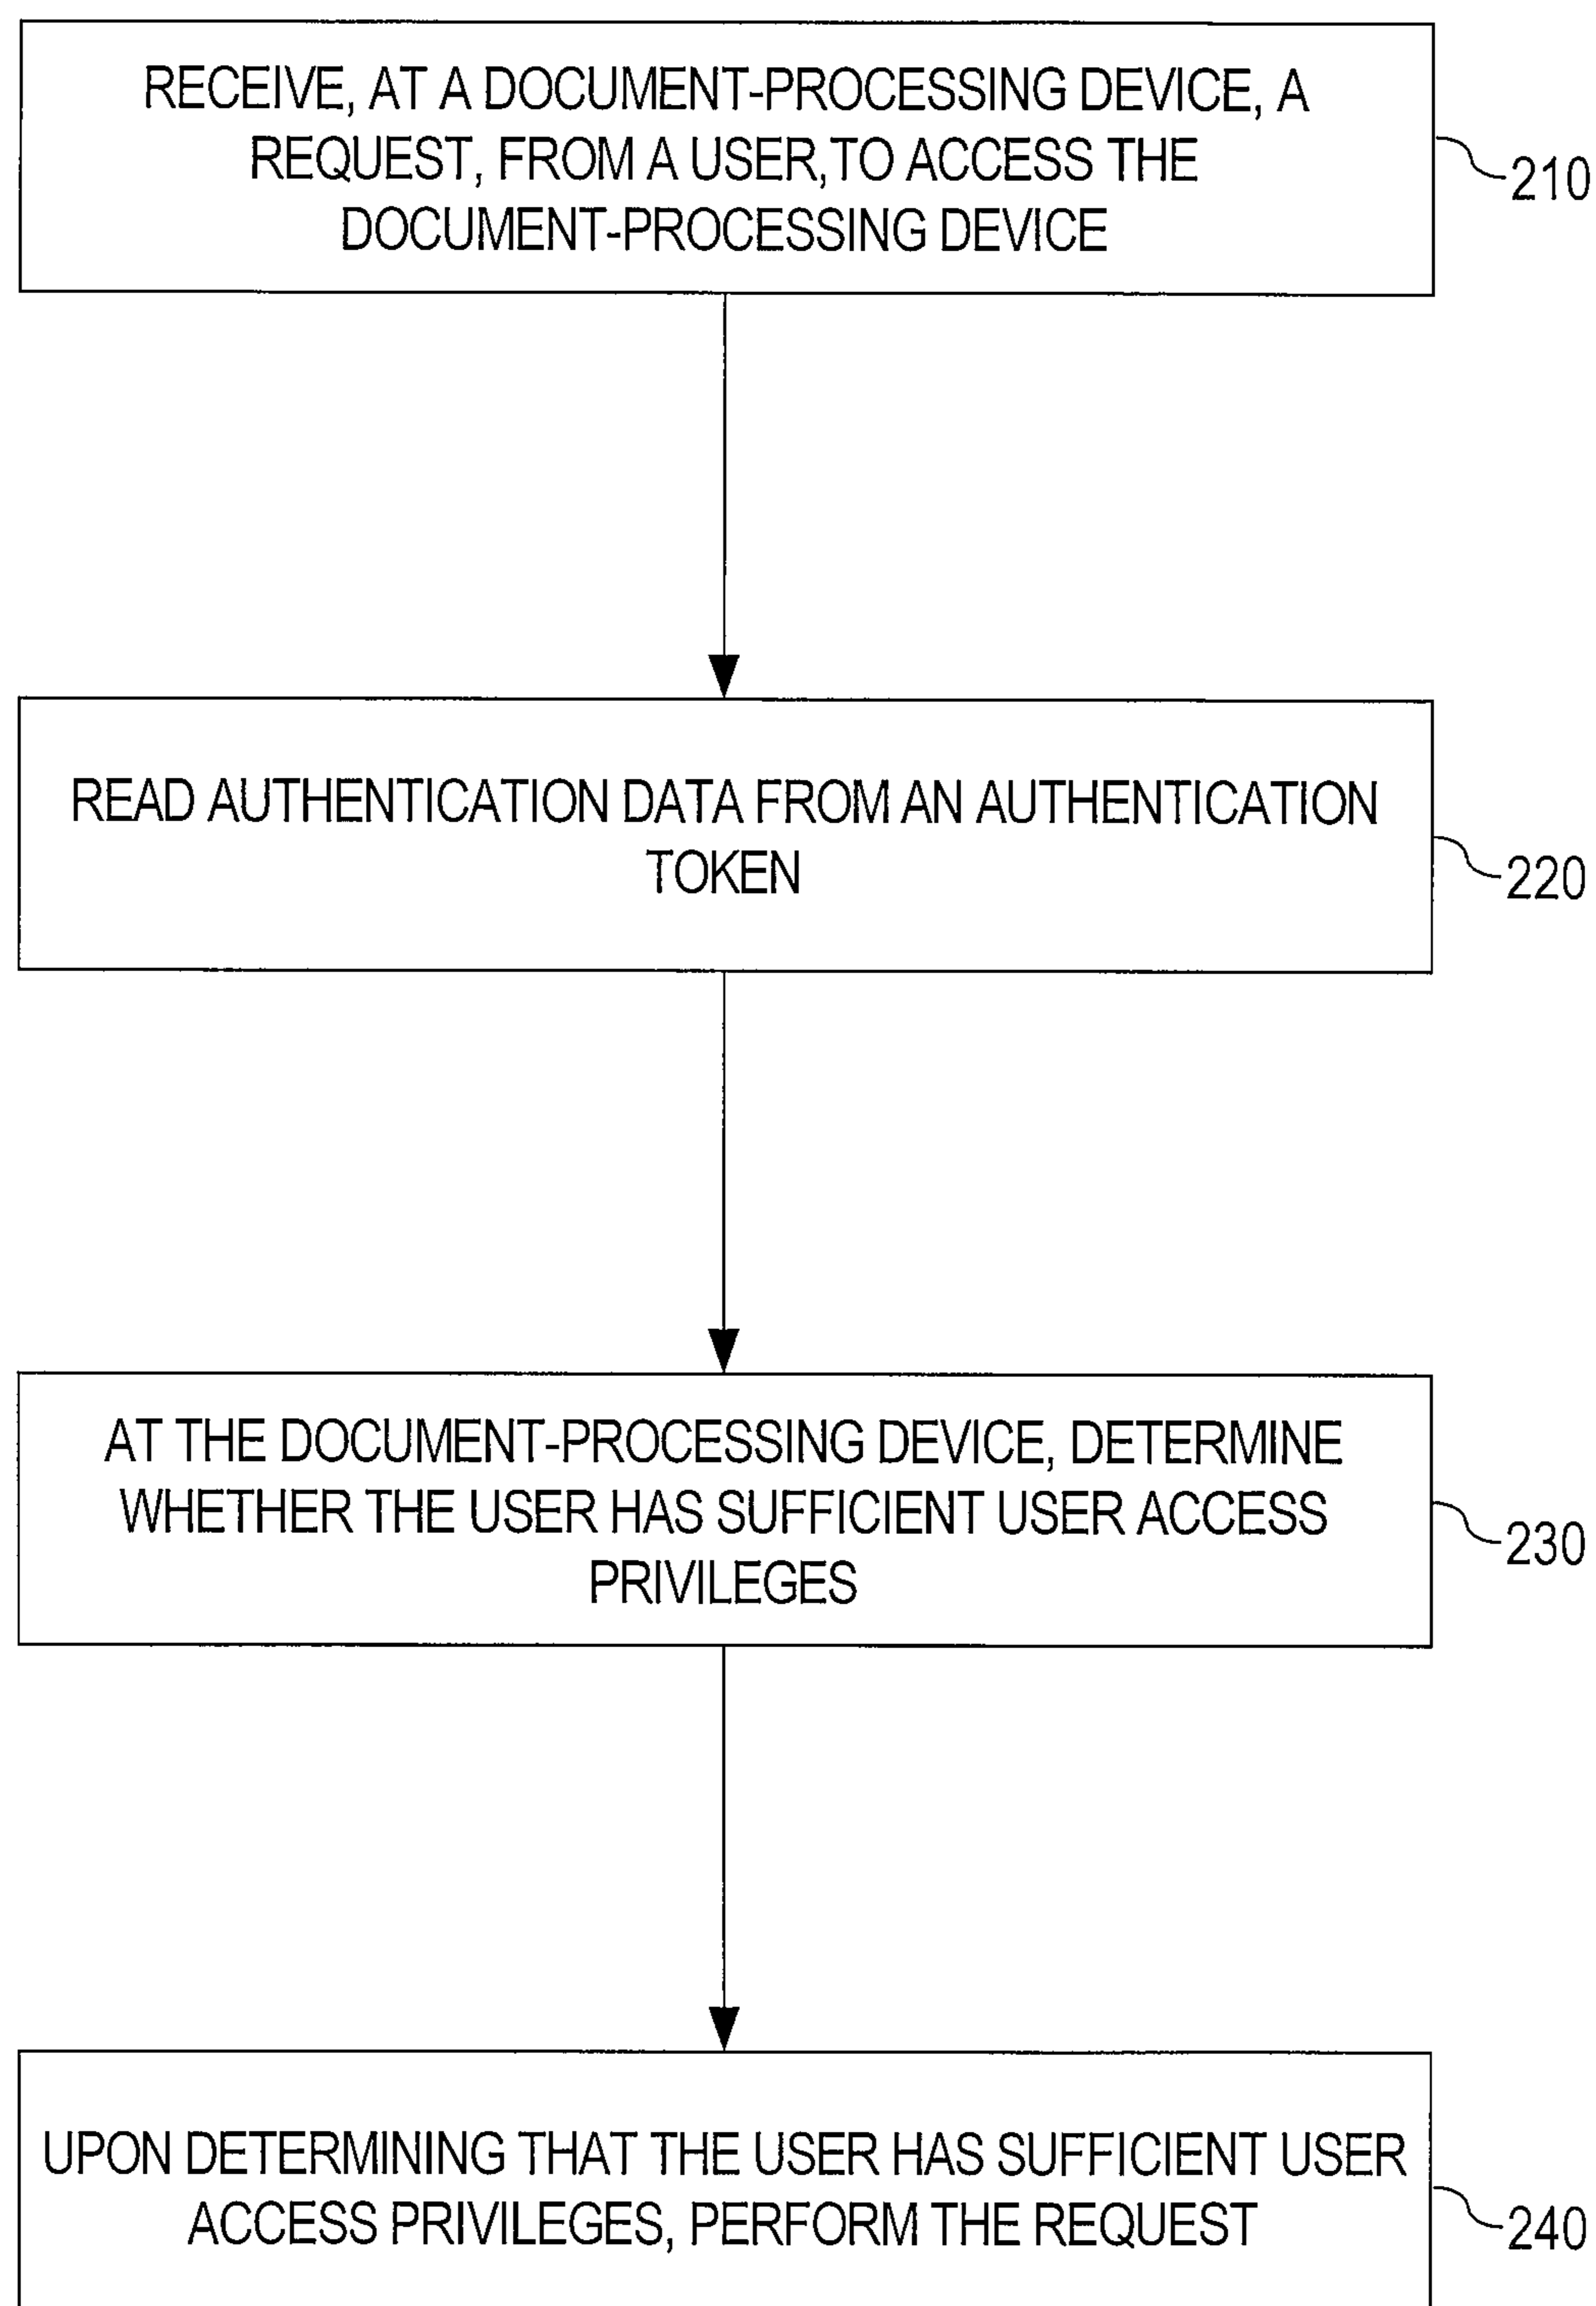 RECEIVE, AT A DOCUMENT-PROCESSING DEVICE, A
REQUEST, FROM A USER,TO ACCESS THE
DOCUMENT-PROCESSING DEVICE
210
READ AUTHENTICATION DATA FROM AN AUTHENTICATION
TOKEN
220
AT THE DOCUMENT-PROCESSING DEVICE, DETERMINE
WHETHER THE USER HAS SUFFICIENT USER ACCESS
PRIVILEGES
230
UPON DETERMINING THAT THE USER HAS SUFFICIENT USER
ACCESS PRIVILEGES, PERFORM THE REQUEST
240